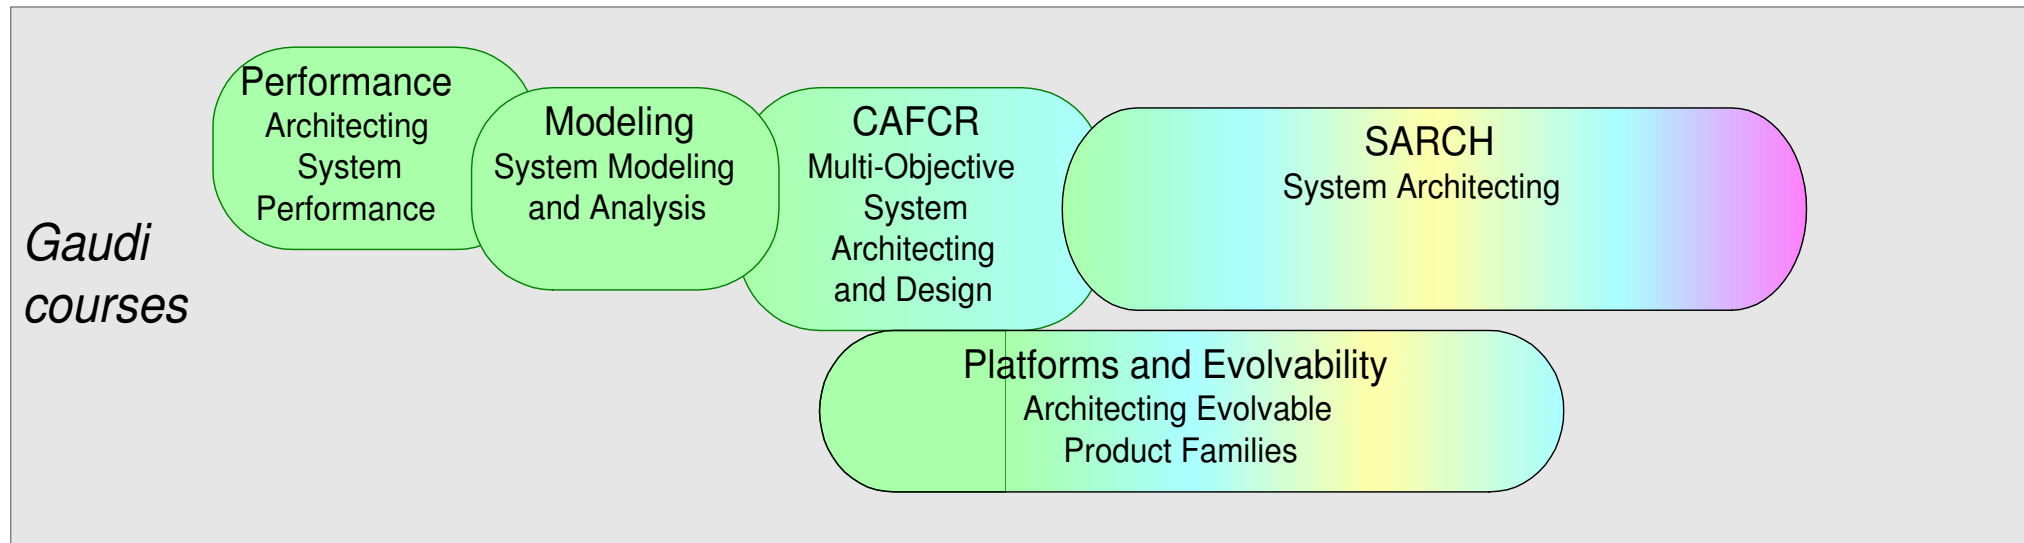 Gaudi
courses
Performance
Architecting
System
Performance
Modeling
System Modeling
and Analysis
CAFCR
Multi-Objective
System
Architecting
and Design
SARCH
System Architecting
Platforms and Evolvability
Architecting Evolvable
Product Families